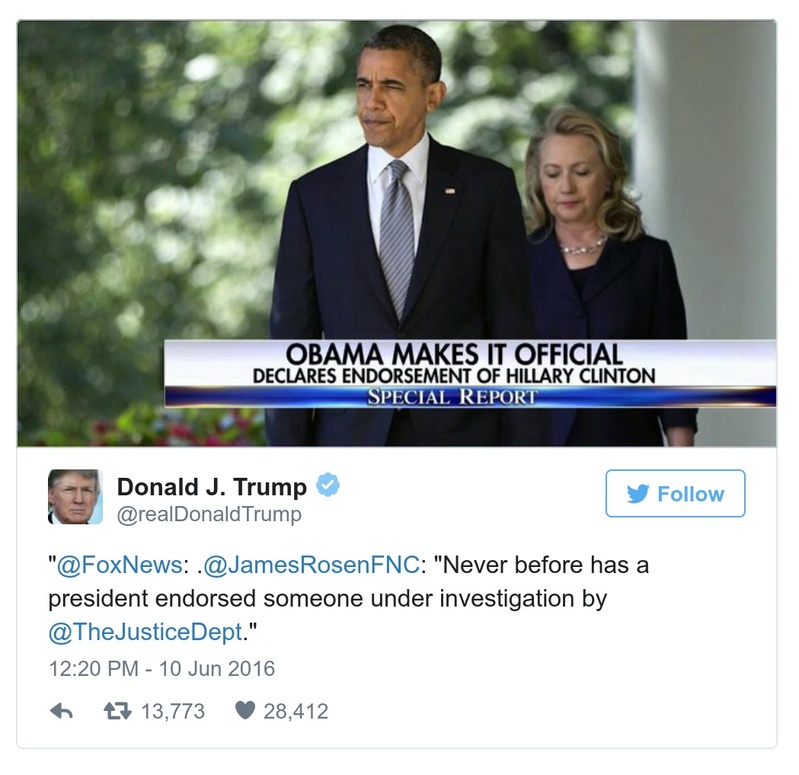 OBAMA MAKES IT OFFICIAL
DECLARES ENDORSEMENT OF HILLARY CLINTON
SPECIAL REPORT
Donald J. Trump
@realDonaldTrump
Follow
"@FoxNews: .@JamesRosenFNC: "Never before has a
president endorsed someone under investigation by
@TheJusticeDept."
12:20 PM - 10 Jun 2016
13,773 28,412